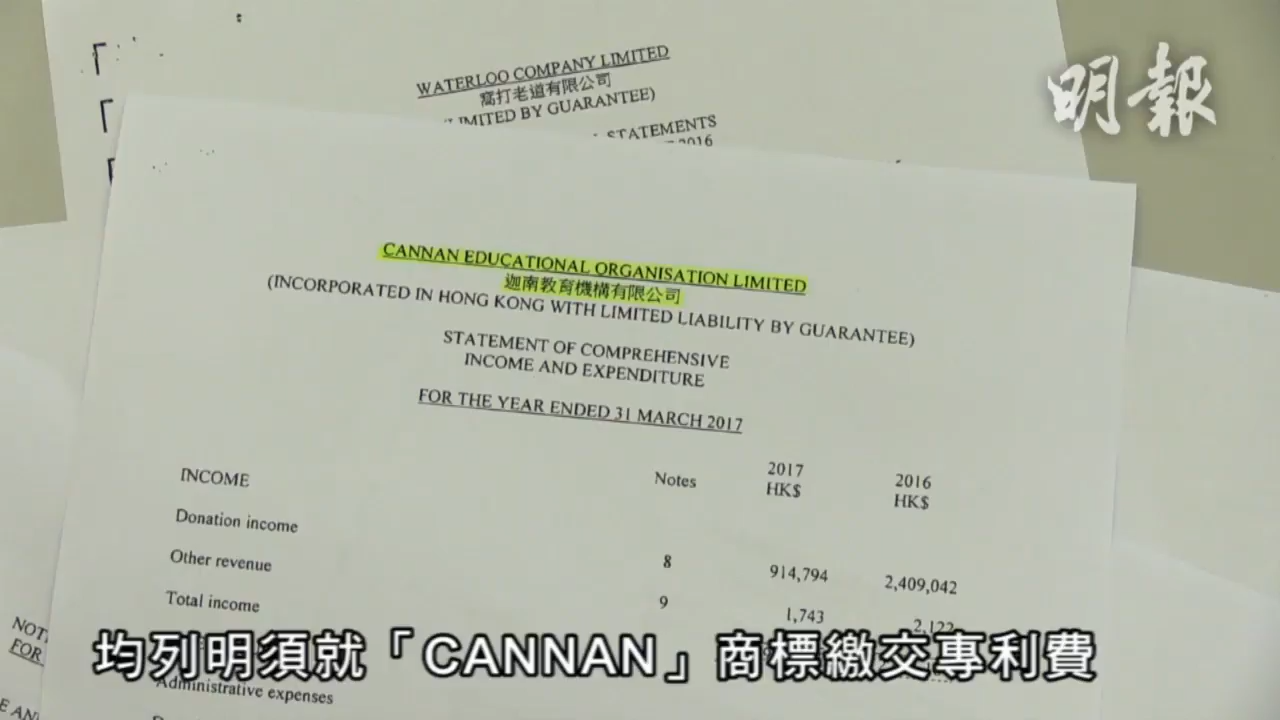 明報
WATERLOO COMPANY LIMITED
窩打老道有限公司
LIMITED BY GUARANTEE)
STATEMENTS
2016
CANNAN EDUCATIONAL ORGANISATION LIMITED
迦南教育機構有限公司
(INCORPORATED IN HONG KONG WITH LIMITED LIABILITY BY GUARANTEE)
STATEMENT OF COMPREHENSIVE
INCOME AND EXPENDITURE
FOR THE YEAR ENDED 31 MARCH 2017
INCOME Notes 2017 2016
HK$ HK$
Donation income 8 914,794 2,409,042
Other revenue 9 1,743 2,122
Total income
均列明須就「CANNAN」商標繳交專利費
Administrative expenses
FOR